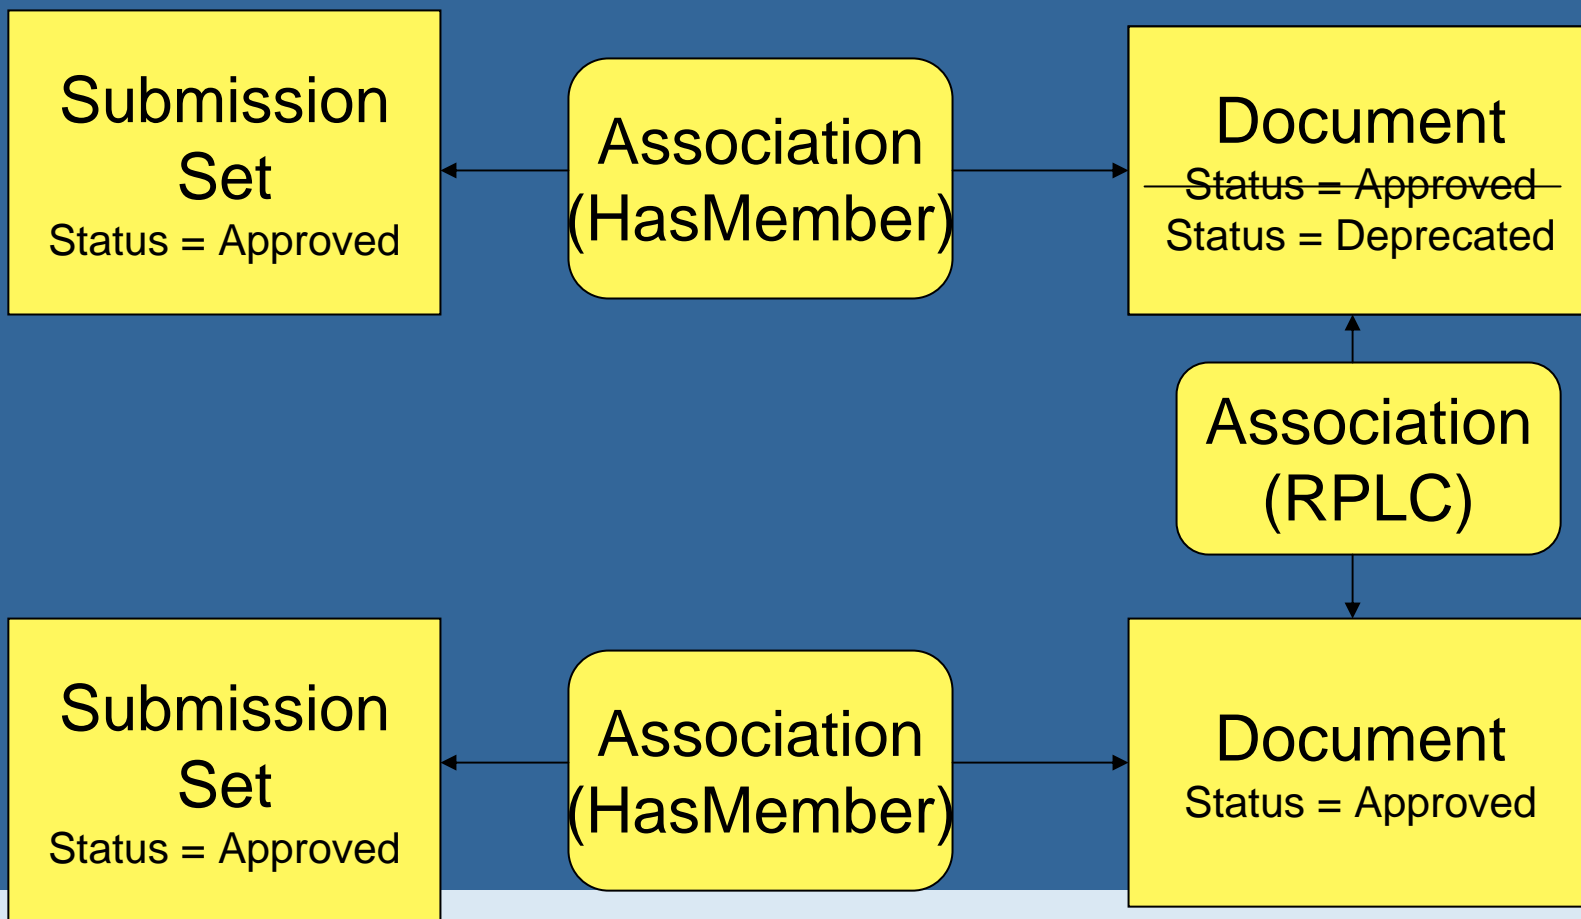 Submission
Set
Status = Approved
Association
(HasMember)
Document
Status = Approved
Status = Deprecated
Association
(RPLC)
Submission
Set
Status = Approved
Association
(HasMember)
Document
Status = Approved